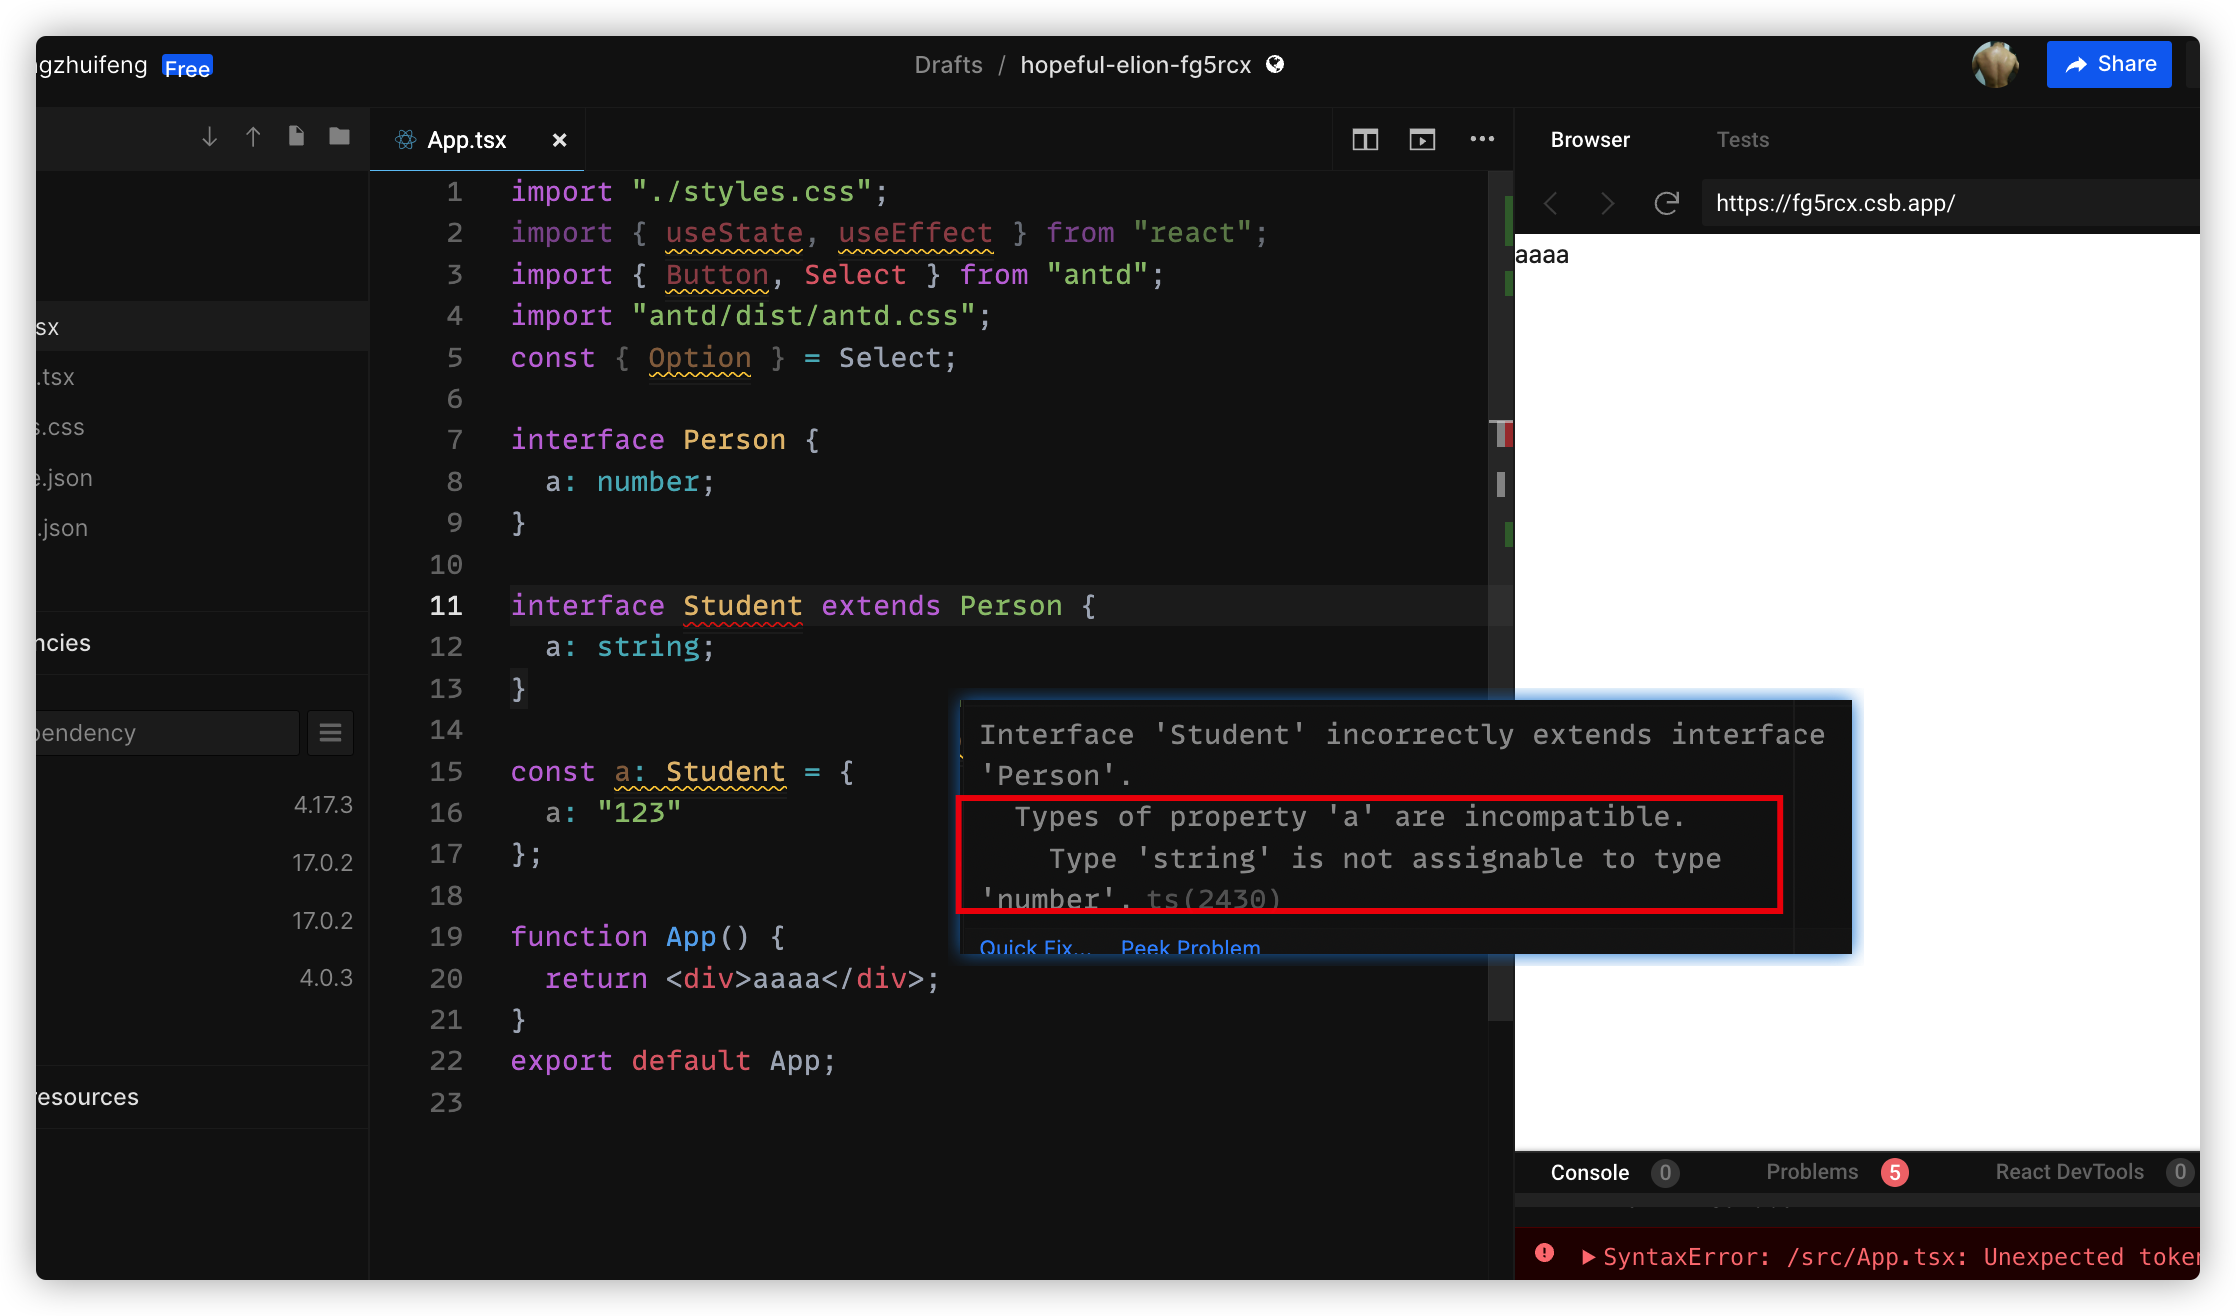 gzhuifeng Free
Drafts / hopeful-elion-fg5rcx
Share
App.tsx
Browser Tests
https://fg5rcx.csb.app/
aaaa
sx
.tsx
s.css
e.json
.json
ncies
pendency
4.17.3
17.0.2
17.0.2
4.0.3
resources
1 import "./styles.css";
2 import { useState, useEffect } from "react";
3 import { Button, Select } from "antd";
4 import "antd/dist/antd.css";
5 const { Option } = Select;
6
7 interface Person {
8 a: number;
9 }
10
11 interface Student extends Person {
12 a: string;
13 }
14
15 const a: Student = {
16 a: "123"
17 };
18
19 function App() {
20 return <div>aaaa</div>;
21 }
22 export default App;
23
Interface 'Student' incorrectly extends interface
'Person'.
Types of property 'a' are incompatible.
Type 'string' is not assignable to type
'number'. ts(2430)
Quick Fix... Peek Problem
Console 0 Problems 5 React DevTools 0
SyntaxError: /src/App.tsx: Unexpected token